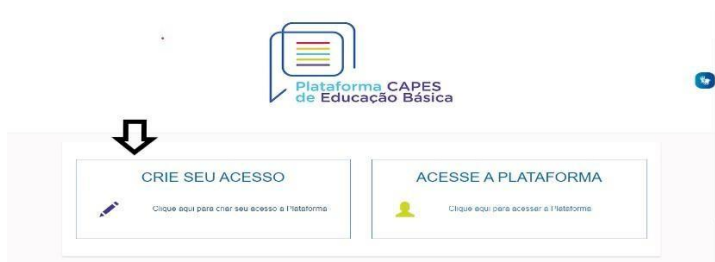 Plataforma CAPES
de Educação Básica
CRIE SEU ACESSO
Clique aqui para criar seu acesso a Plataforma
ACESSE A PLATAFORMA
Clique aqui para acessar a Plataforma